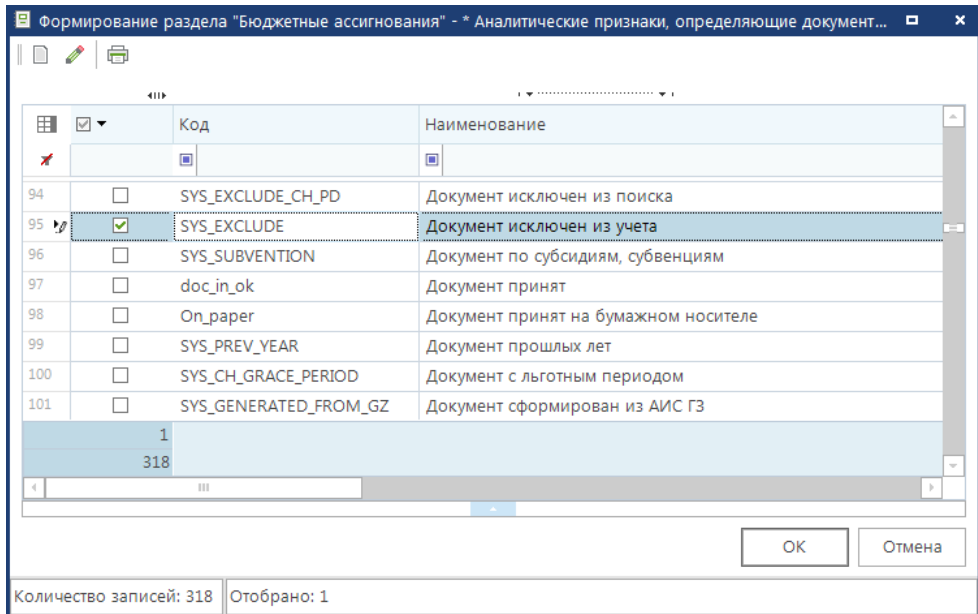 Формирование раздела "Бюджетные ассигнования" - * Аналитические признаки, определяющие документ...
Код Наименование
94 SYS_EXCLUDE_CH_PD Документ исключен из поиска
95 SYS_EXCLUDE Документ исключен из учета
96 SYS_SUBVENTION Документ по субсидиям, субвенциям
97 doc_in_ok Документ принят
98 On_paper Документ принят на бумажном носителе
99 SYS_PREV_YEAR Документ прошлых лет
100 SYS_CH_GRACE_PERIOD Документ с льготным периодом
101 SYS_GENERATED_FROM_GZ Документ сформирован из АИС ГЗ
1
318
ОК Отмена
Количество записей: 318 Отобрано: 1